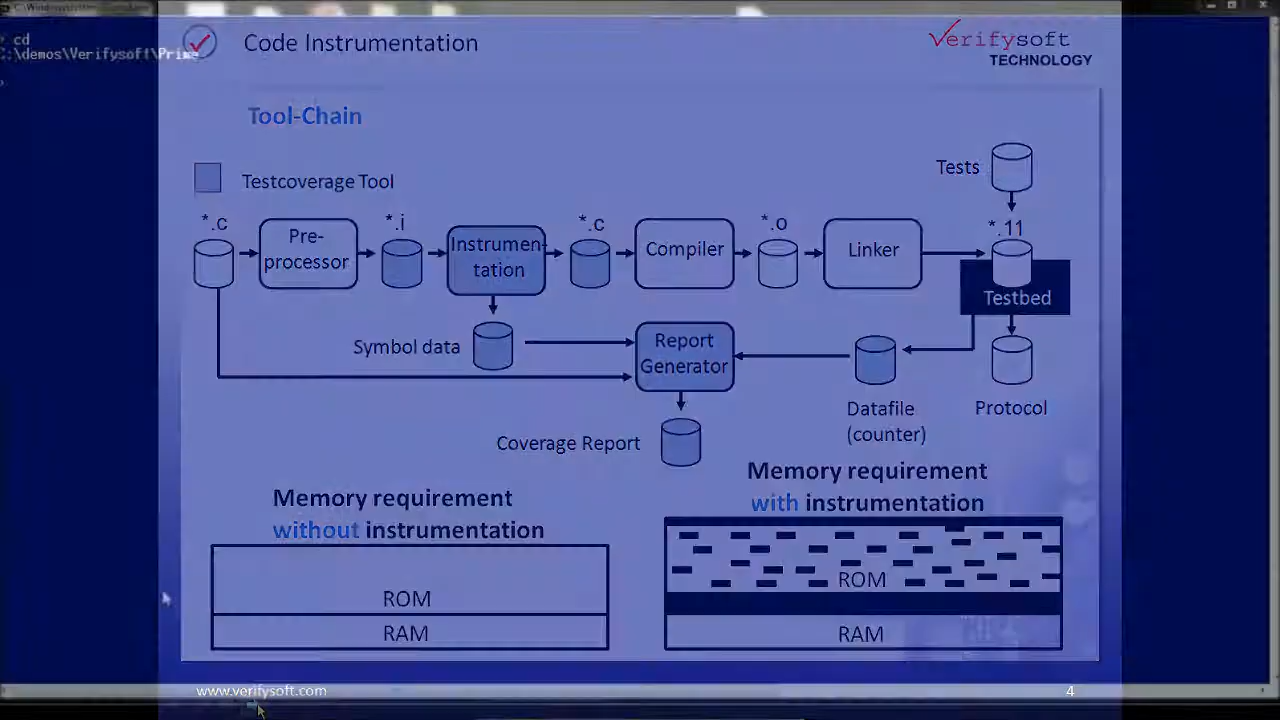 cd
C:\demos\Verifysoft\Prime
Code Instrumentation
Verifysoft
TECHNOLOGY
Tool-Chain
Testcoverage Tool
Tests
*.c
*.i
*.c
*.o
*.11
Pre-
processor
Instrumen-
tation
Compiler
Linker
Testbed
Symbol data
Report
Generator
Datafile
(counter)
Protocol
Coverage Report
Memory requirement
without instrumentation
Memory requirement
with instrumentation
ROM
RAM
ROM
RAM
www.verifysoft.com
4